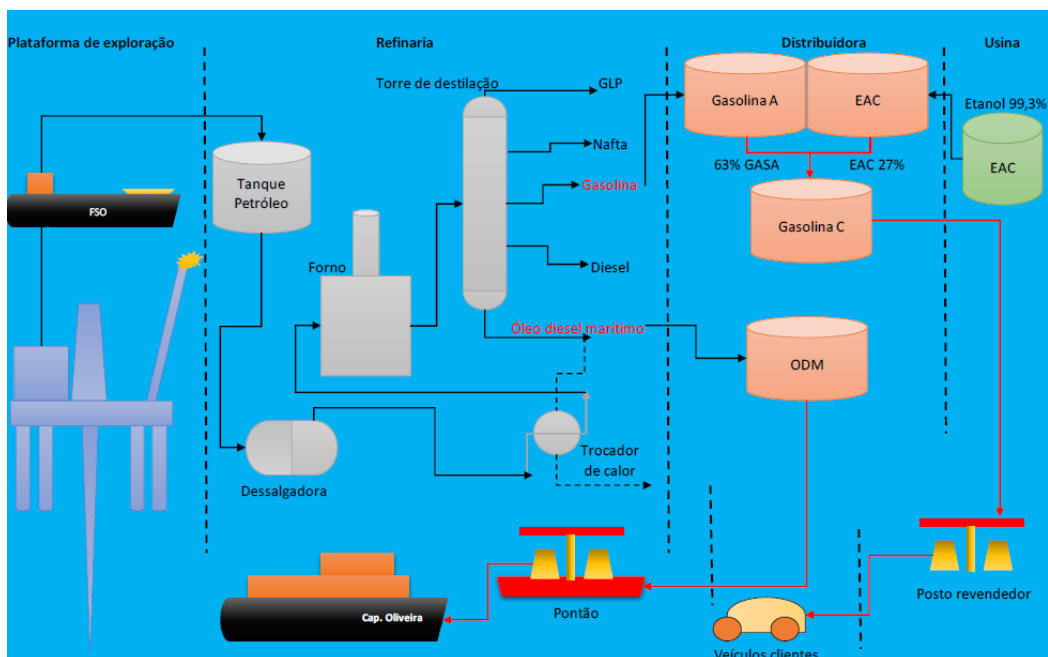 Plataforma de exploração
Refinaria
Distribuidora
Usina
Torre de destilação
GLP
Nafta
Gasolina
Diesel
Óleo diesel marítimo
Gasolina A
EAC
Etanol 99,3%
EAC
63% GASA
EAC 27%
Gasolina C
FSO
Tanque
Petróleo
Forno
ODM
Trocador
de calor
Dessalgadora
Cap. Oliveira
Pontão
Posto revendedor
Veículos clientes